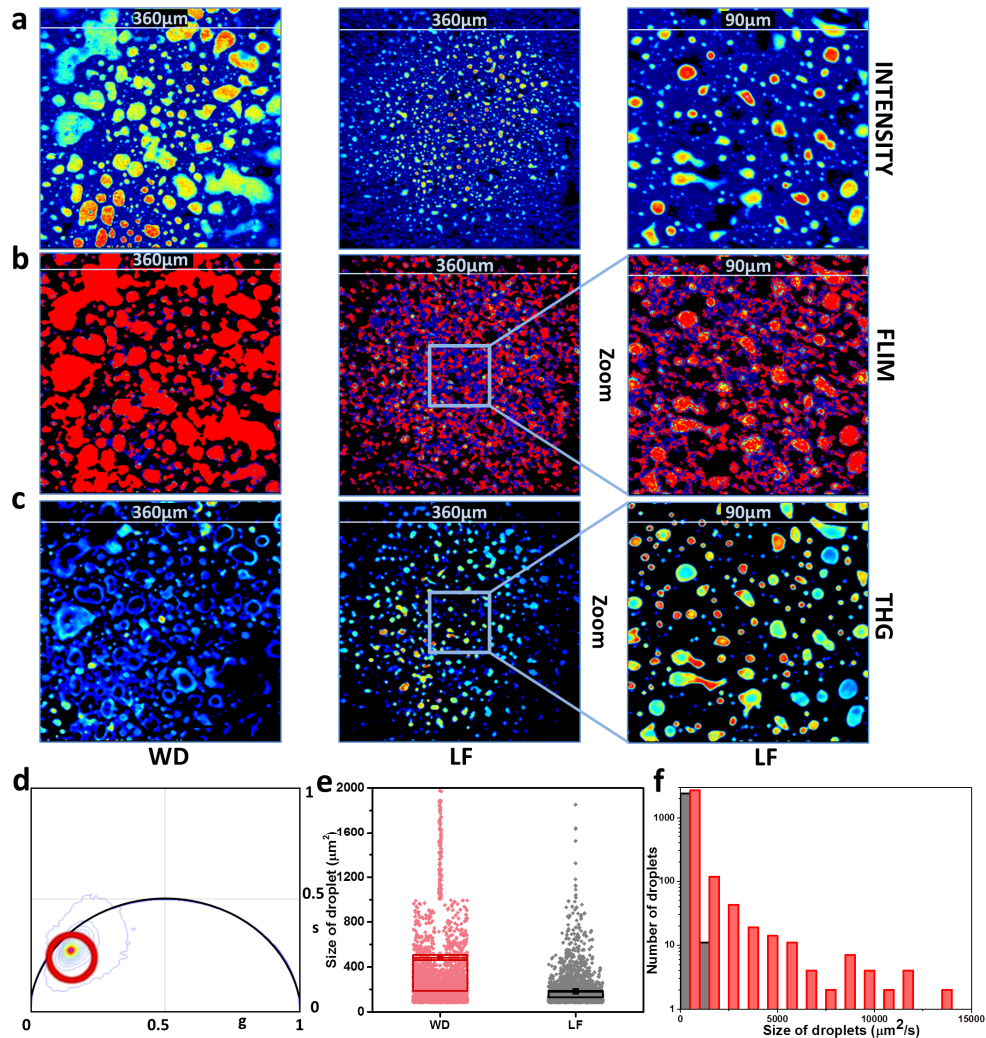 a
360µm
360µm
90µm
INTENSITY
b
360µm
360µm
90µm
Zoom
FLIM
c
360µm
360µm
90µm
Zoom
THG
WD
LF
LF
d
1
0.5
s
0
0
0.5
g
1
e
2000
1600
1200
800
400
0
Size of droplet (µm²)
WD
LF
f
1000
100
10
1
Number of droplets
0
5000
10000
15000
Size of droplets (µm²/s)